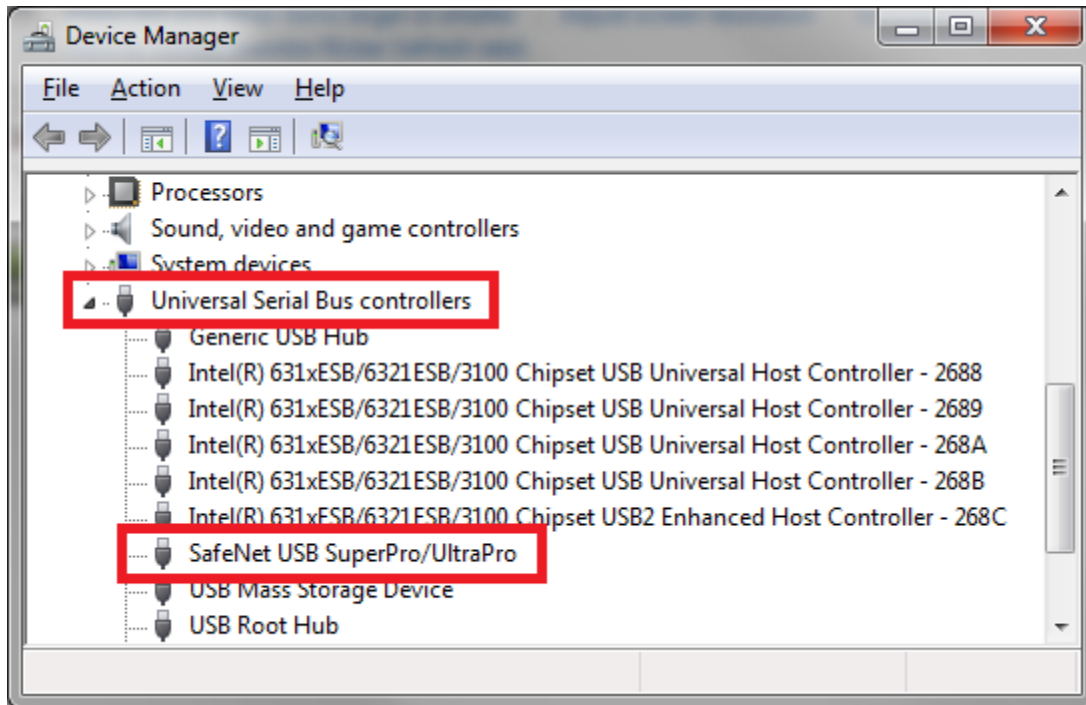 Device Manager
File Action View Help
Processors
Sound, video and game controllers
System devices
Universal Serial Bus controllers
Generic USB Hub
Intel(R) 631xESB/6321ESB/3100 Chipset USB Universal Host Controller - 2688
Intel(R) 631xESB/6321ESB/3100 Chipset USB Universal Host Controller - 2689
Intel(R) 631xESB/6321ESB/3100 Chipset USB Universal Host Controller - 268A
Intel(R) 631xESB/6321ESB/3100 Chipset USB Universal Host Controller - 268B
Intel(R) 631xESB/6321ESB/3100 Chipset USB2 Enhanced Host Controller - 268C
SafeNet USB SuperPro/UltraPro
USB Mass Storage Device
USB Root Hub